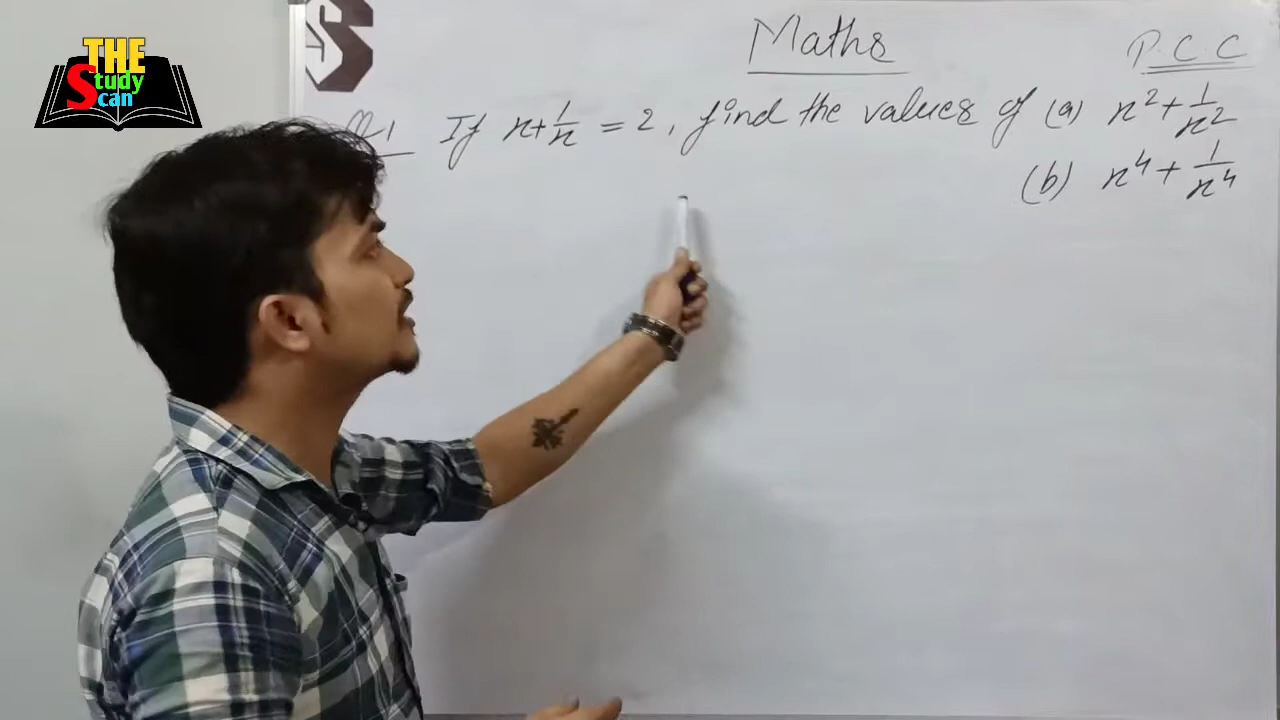 THE
Study
Scan
S
Maths
P.C.C
Q.1 If x+1/x = 2, find the values of (a) x²+1/x²
(b) x⁴+1/x⁴